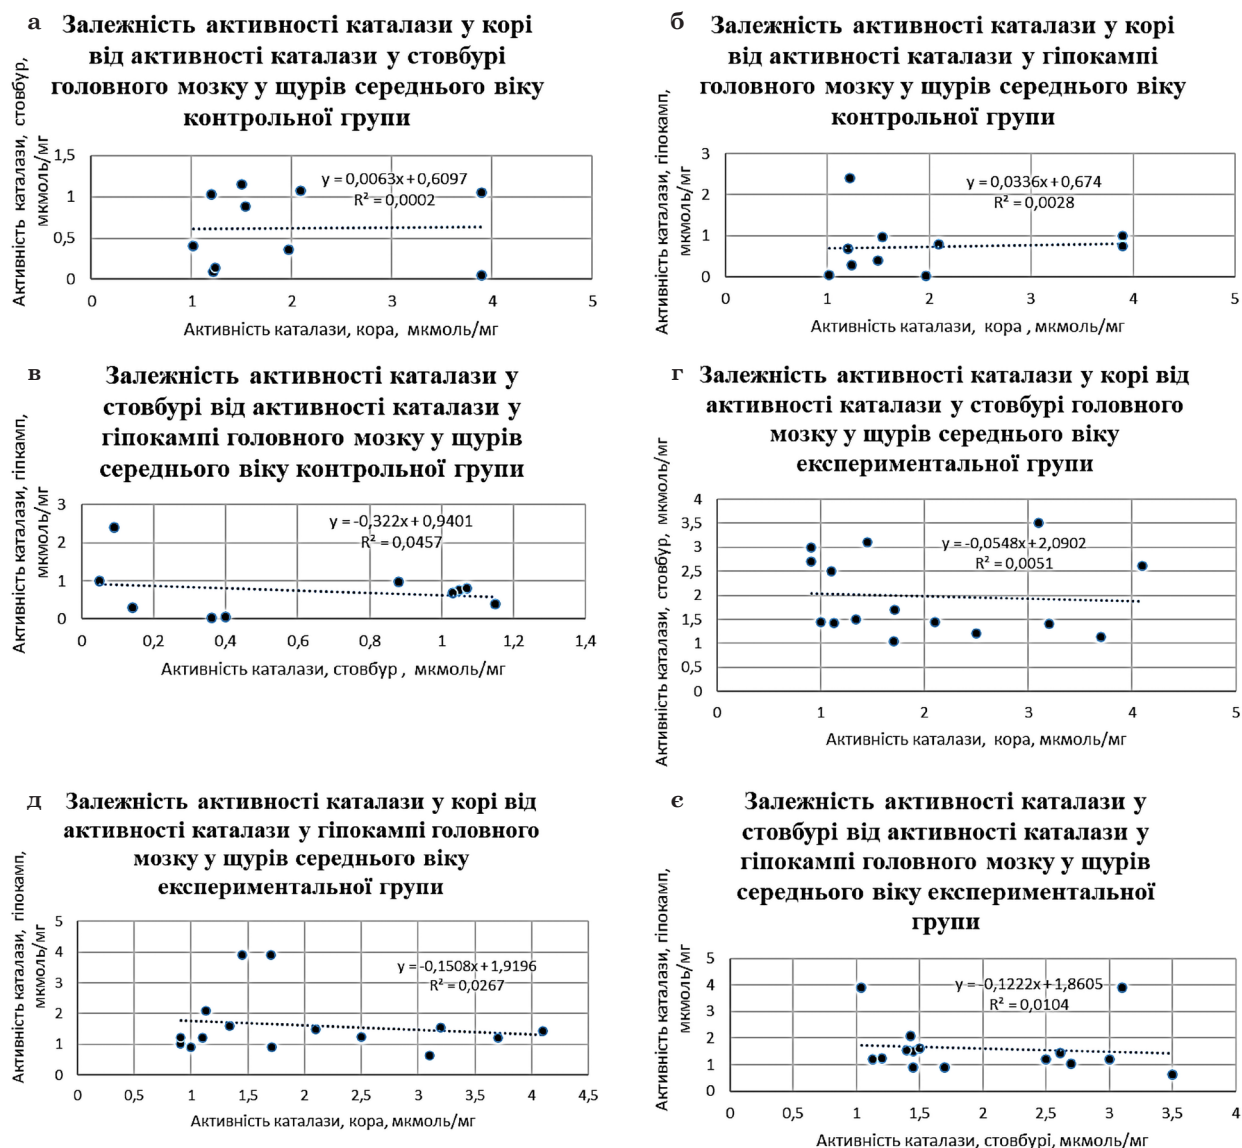 а
Залежність активності каталази у корі
від активності каталази у стовбурі
головного мозку у щурів середнього віку
контрольної групи
Активність каталази, стовбур,
мкмоль/мг
1,5
1
0,5
0
y = 0,0063x + 0,6097
R² = 0,0002
0 1 2 3 4 5
Активність каталази, кора, мкмоль/мг
б
Залежність активності каталази у корі
від активності каталази у гіпокампі
головного мозку у щурів середнього віку
контрольної групи
Активність каталази, гіпокамп,
мкмоль/мг
3
2
1
0
y = 0,0336x + 0,674
R² = 0,0028
0 1 2 3 4 5
Активність каталази, кора , мкмоль/мг
в
Залежність активності каталази у
стовбурі від активності каталази у
гіпокампі головного мозку у щурів
середнього віку контрольної групи
Активність каталази, гіпкамп,
мкмоль/мг
3
2
1
0
y = -0,322x + 0,9401
R² = 0,0457
0 0,2 0,4 0,6 0,8 1 1,2 1,4
Активність каталази, стовбур , мкмоль/мг
г
Залежність активності каталази у корі від
активності каталази у стовбурі головного
мозку у щурів середнього віку
експериментальної групи
Активність каталази, стовбур, мкмоль/мг
4
3,5
3
2,5
2
1,5
1
0,5
0
y = -0,0548x + 2,0902
R² = 0,0051
0 1 2 3 4 5
Активність каталази, кора, мкмоль/мг
д
Залежність активності каталази у корі від
активності каталази у гіпокампі головного
мозку у щурів середнього віку
експериментальної групи
Активність каталази, гіпокамп,
мкмоль/мг
5
4
3
2
1
0
y = -0,1508x + 1,9196
R² = 0,0267
0 0,5 1 1,5 2 2,5 3 3,5 4 4,5
Активність каталази, кора, мкмоль/мг
є
Залежність активності каталази у
стовбурі від активності каталази у
гіпокампі головного мозку у щурів
середнього віку експериментальної
групи
Активність каталази, гіпокамп,
мкмоль/мг
5
4
3
2
1
0
y = -0,1222x + 1,8605
R² = 0,0104
0 0,5 1 1,5 2 2,5 3 3,5 4
Активність каталази, стовбурі, мкмоль/мг